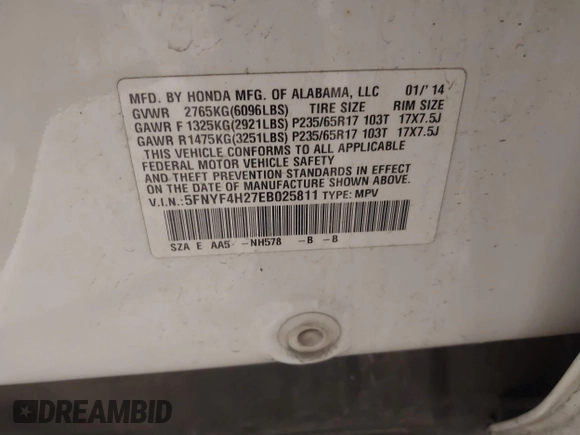 MFD. BY HONDA MFG. OF ALABAMA, LLC 01/'14
GVWR 2765KG(6096LBS) TIRE SIZE RIM SIZE
GAWR F 1325KG(2921LBS) P235/65R17 103T 17X7.5J
GAWR R1475KG(3251LBS) P235/65R17 103T 17X7.5J
THIS VEHICLE CONFORMS TO ALL APPLICABLE
FEDERAL MOTOR VEHICLE SAFETY
AND THEFT PREVENTION STANDARDS IN EFFECT
ON THE DATE OF MANUFACTURE SHOWN ABOVE.
V.I.N.:5FNYF4H27EB025811 TYPE: MPV
SZA E AA5 -NH578 -B -B
DREAMBID